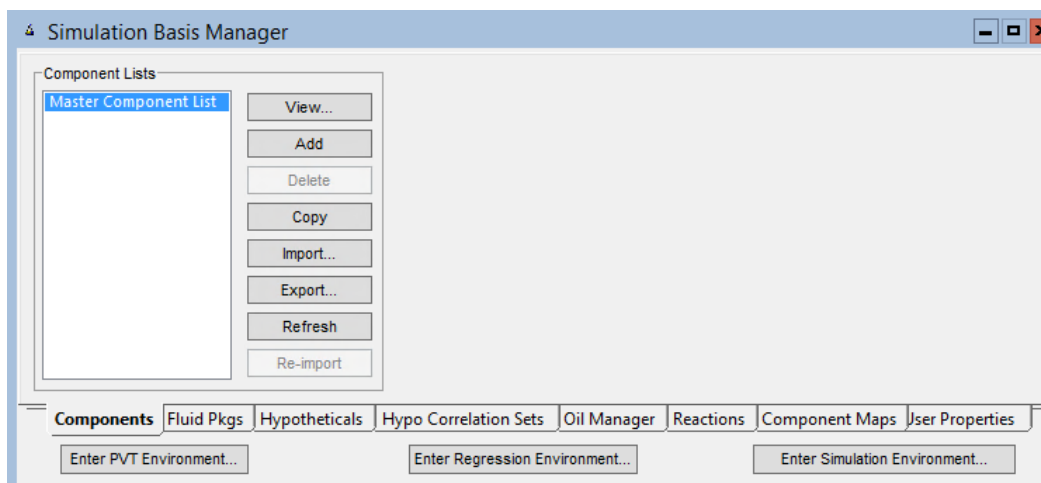 Simulation Basis Manager
Component Lists
Master Component List
View...
Add
Delete
Copy
Import...
Export...
Refresh
Re-import
Components Fluid Pkgs Hypotheticals Hypo Correlation Sets Oil Manager Reactions Component Maps User Properties
Enter PVT Environment... Enter Regression Environment... Enter Simulation Environment...